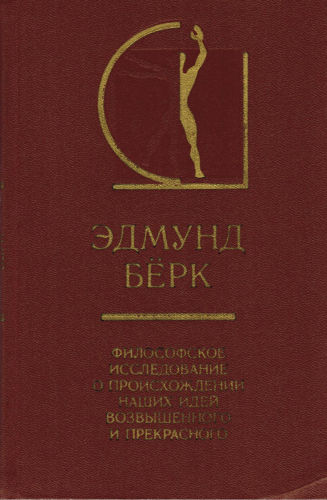 ЭДМУНД
БЁРК
ФИЛОСОФСКОЕ
ИССЛЕДОВАНИЕ
О ПРОИСХОЖДЕНИИ
НАШИХ ИДЕЙ
ВОЗВЫШЕННОГО
И ПРЕКРАСНОГО